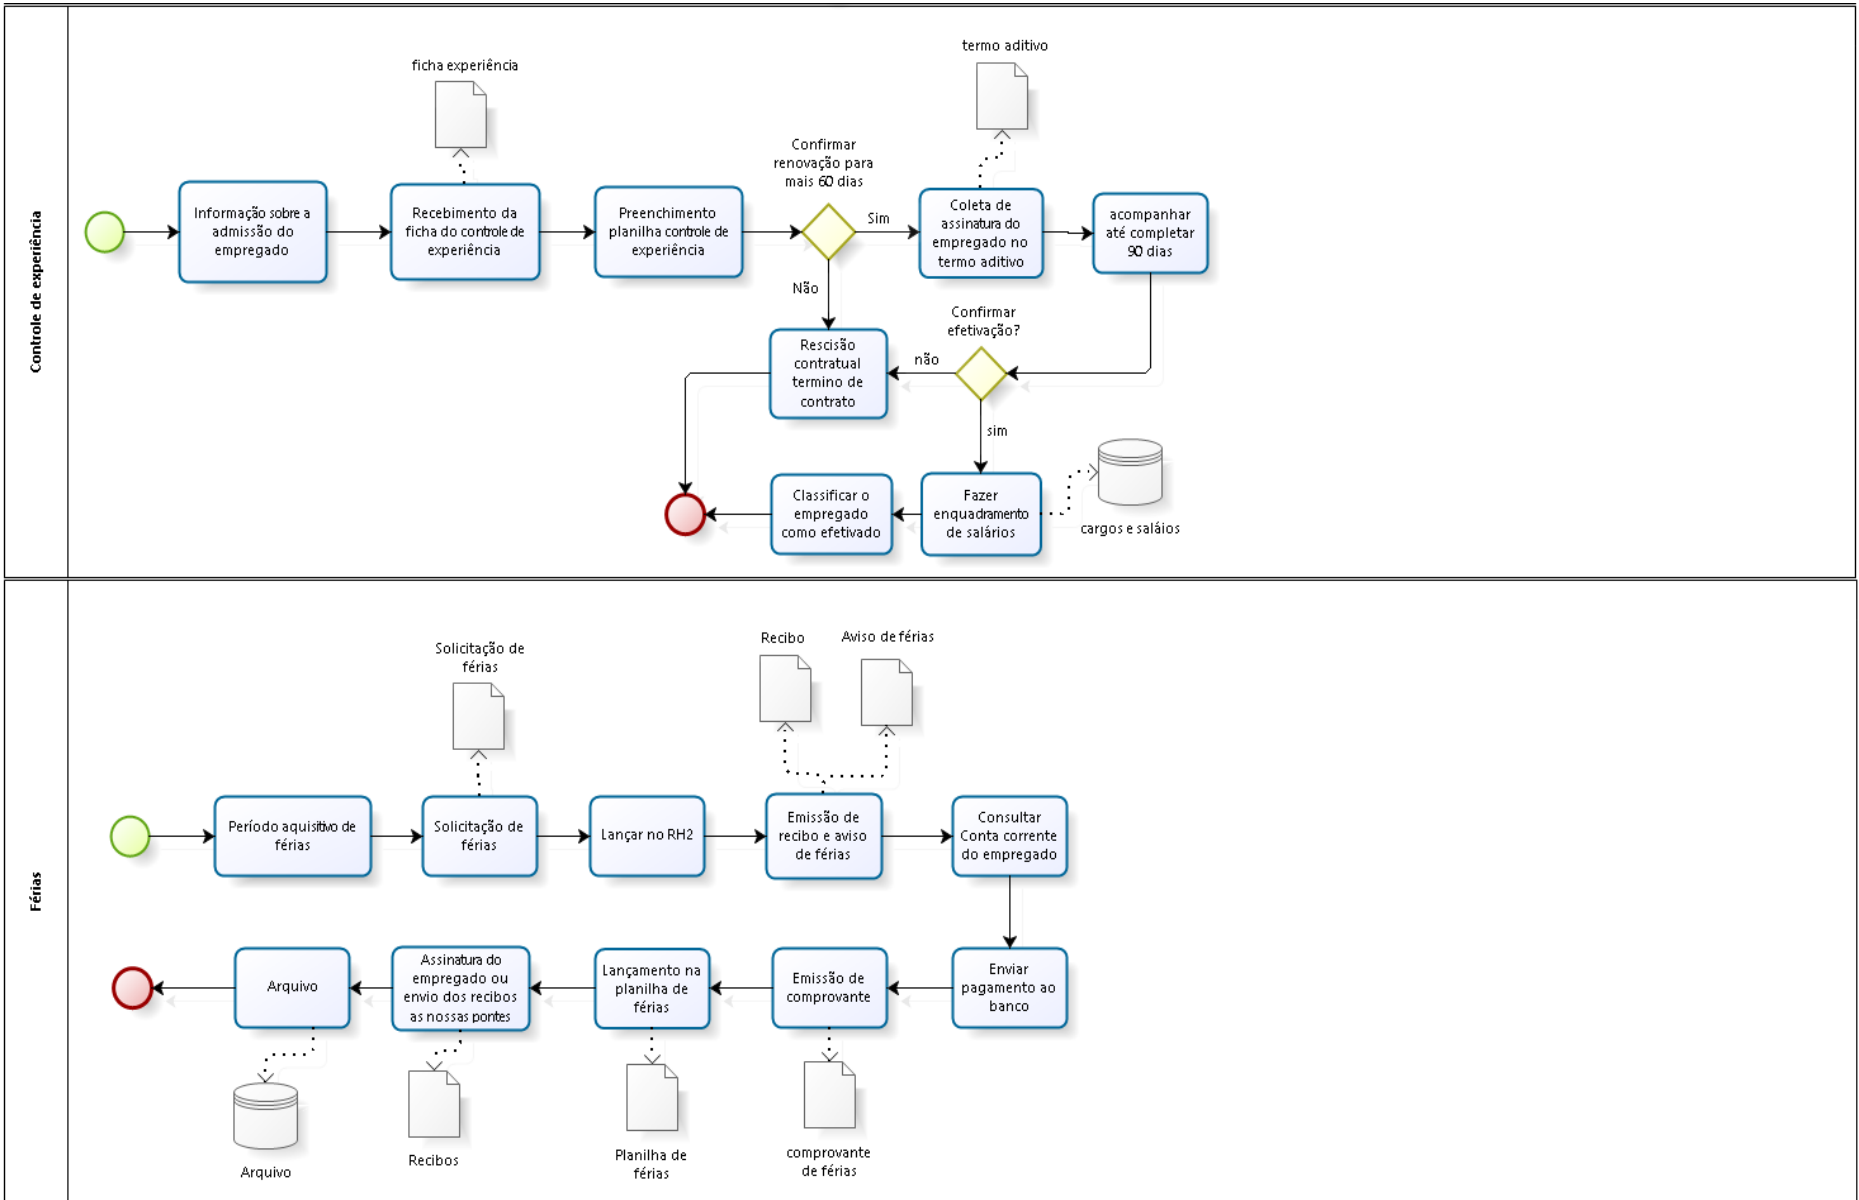 Controle de experiência
ficha experiência
termo aditivo
Informação sobre a
admissão do
empregado
Recebimento da
ficha do controle de
experiência
Preenchimento
planilha controle de
experiência
Confirmar
renovação para
mais 60 dias
Sim
Não
Coleta de
assinatura do
empregado no
termo aditivo
acompanhar
até completar
90 dias
Confirmar
efetivação?
não
sim
Rescisão
contratual
termino de
contrato
Fazer
enquadramento
de salários
cargos e saláios
Classificar o
empregado
como efetivado
Férias
Solicitação de
férias
Recibo
Aviso de férias
Período aquisitivo de
férias
Solicitação de
férias
Lançar no RH2
Emissão de
recibo e aviso
de férias
Consultar
Conta corrente
do empregado
Enviar
pagamento ao
banco
Emissão de
comprovante
Lançamento na
planilha de
férias
Assinatura do
empregado ou
envio dos recibos
as nossas pontes
Arquivo
Arquivo
Recibos
Planilha de
férias
comprovante
de férias